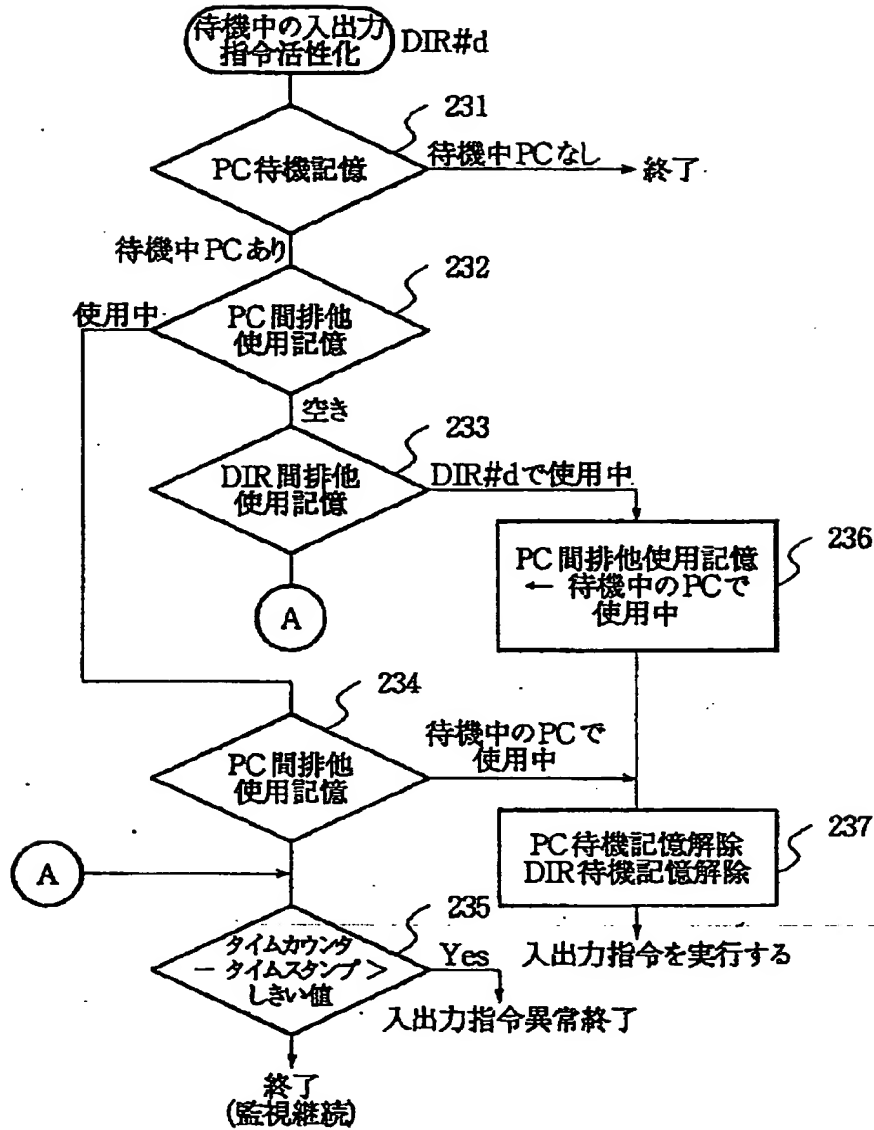 待機中の入出力
指令活性化
DIR#d
231
PC待機記憶
待機中PCなし
終了
待機中PCあり
232
使用中
PC間排他
使用記憶
空き
233
DIR間排他
使用記憶
DIR#dで使用中
236
PC間排他使用記憶
← 待機中のPCで
使用中
A
234
PC間排他
使用記憶
待機中のPCで
使用中
237
PC待機記憶解除
DIR待機記憶解除
A
235
タイムカウンタ
－タイムスタンプ＞
しきい値
Yes
入出力指令を実行する
入出力指令異常終了
終了
(監視継続)